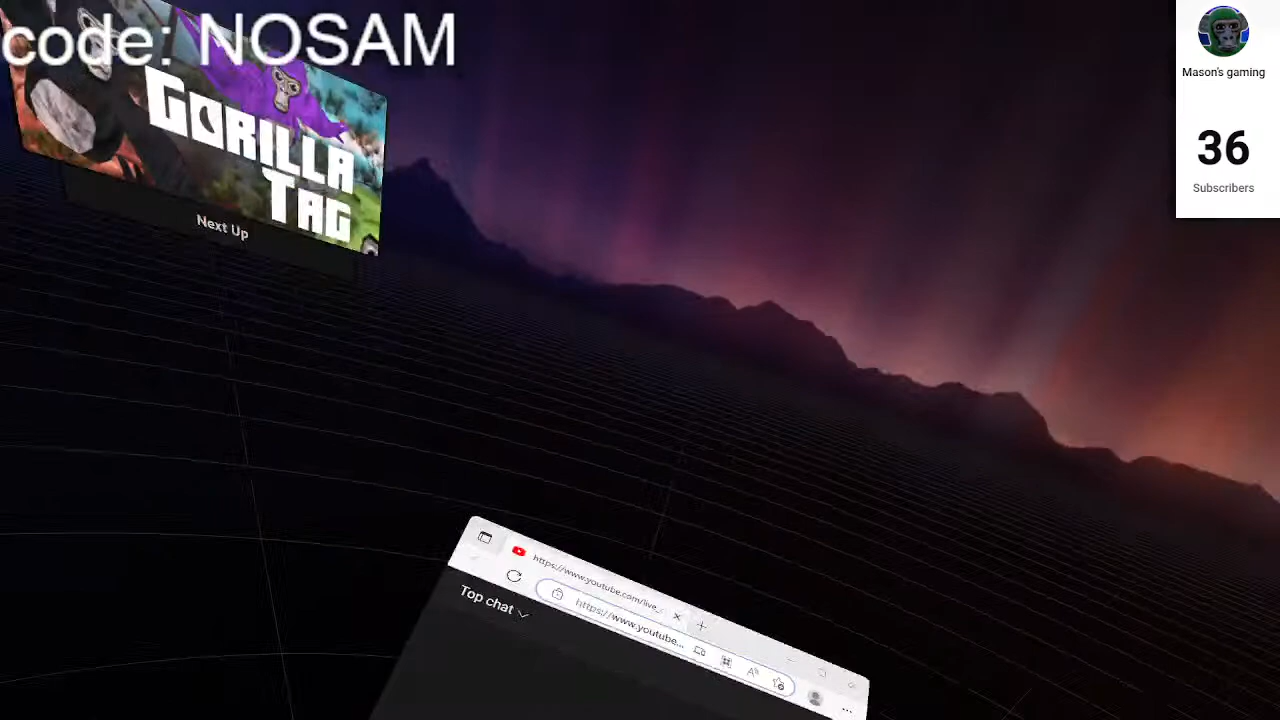 code: NOSAM
GORILLA
TAG
Next Up
Mason's gaming
36
Subscribers
https://www.youtube.com/live_
https://www.youtube...
Top chat